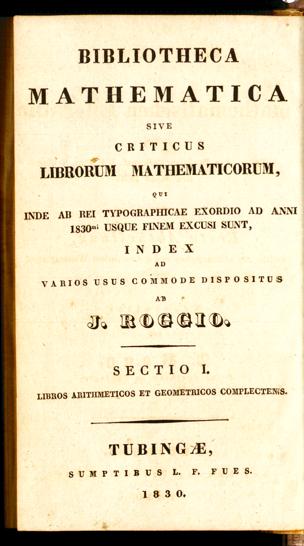 BIBLIOTHECA
MATHEMATICA
SIVE
CRITICUS
LIBRORUM MATHEMATICORUM,
QUI
INDE AB REI TYPOGRAPHICAE EXORDIO AD ANNI
1830mi USQUE FINEM EXCUSI SUNT,
INDEX
AD
VARIOS USUS COMMODE DISPOSITUS
AB
J. ROGGIO.
SECTIO I.
LIBROS ARITHMETICOS ET GEOMETRICOS COMPLECTENS.
TUBINGÆ,
SUMPTIBUS L. F. FUES.
1830.